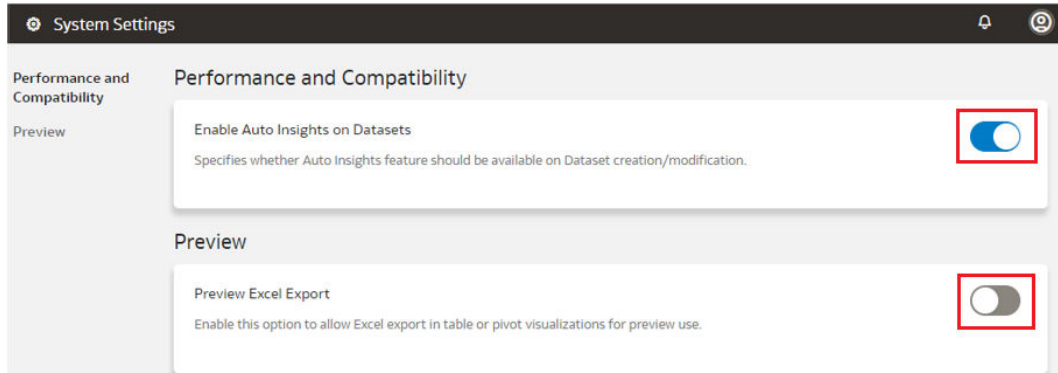 System Settings
Performance and
Compatibility
Preview
Performance and Compatibility
Enable Auto Insights on Datasets
Specifies whether Auto Insights feature should be available on Dataset creation/modification.
Preview
Preview Excel Export
Enable this option to allow Excel export in table or pivot visualizations for preview use.